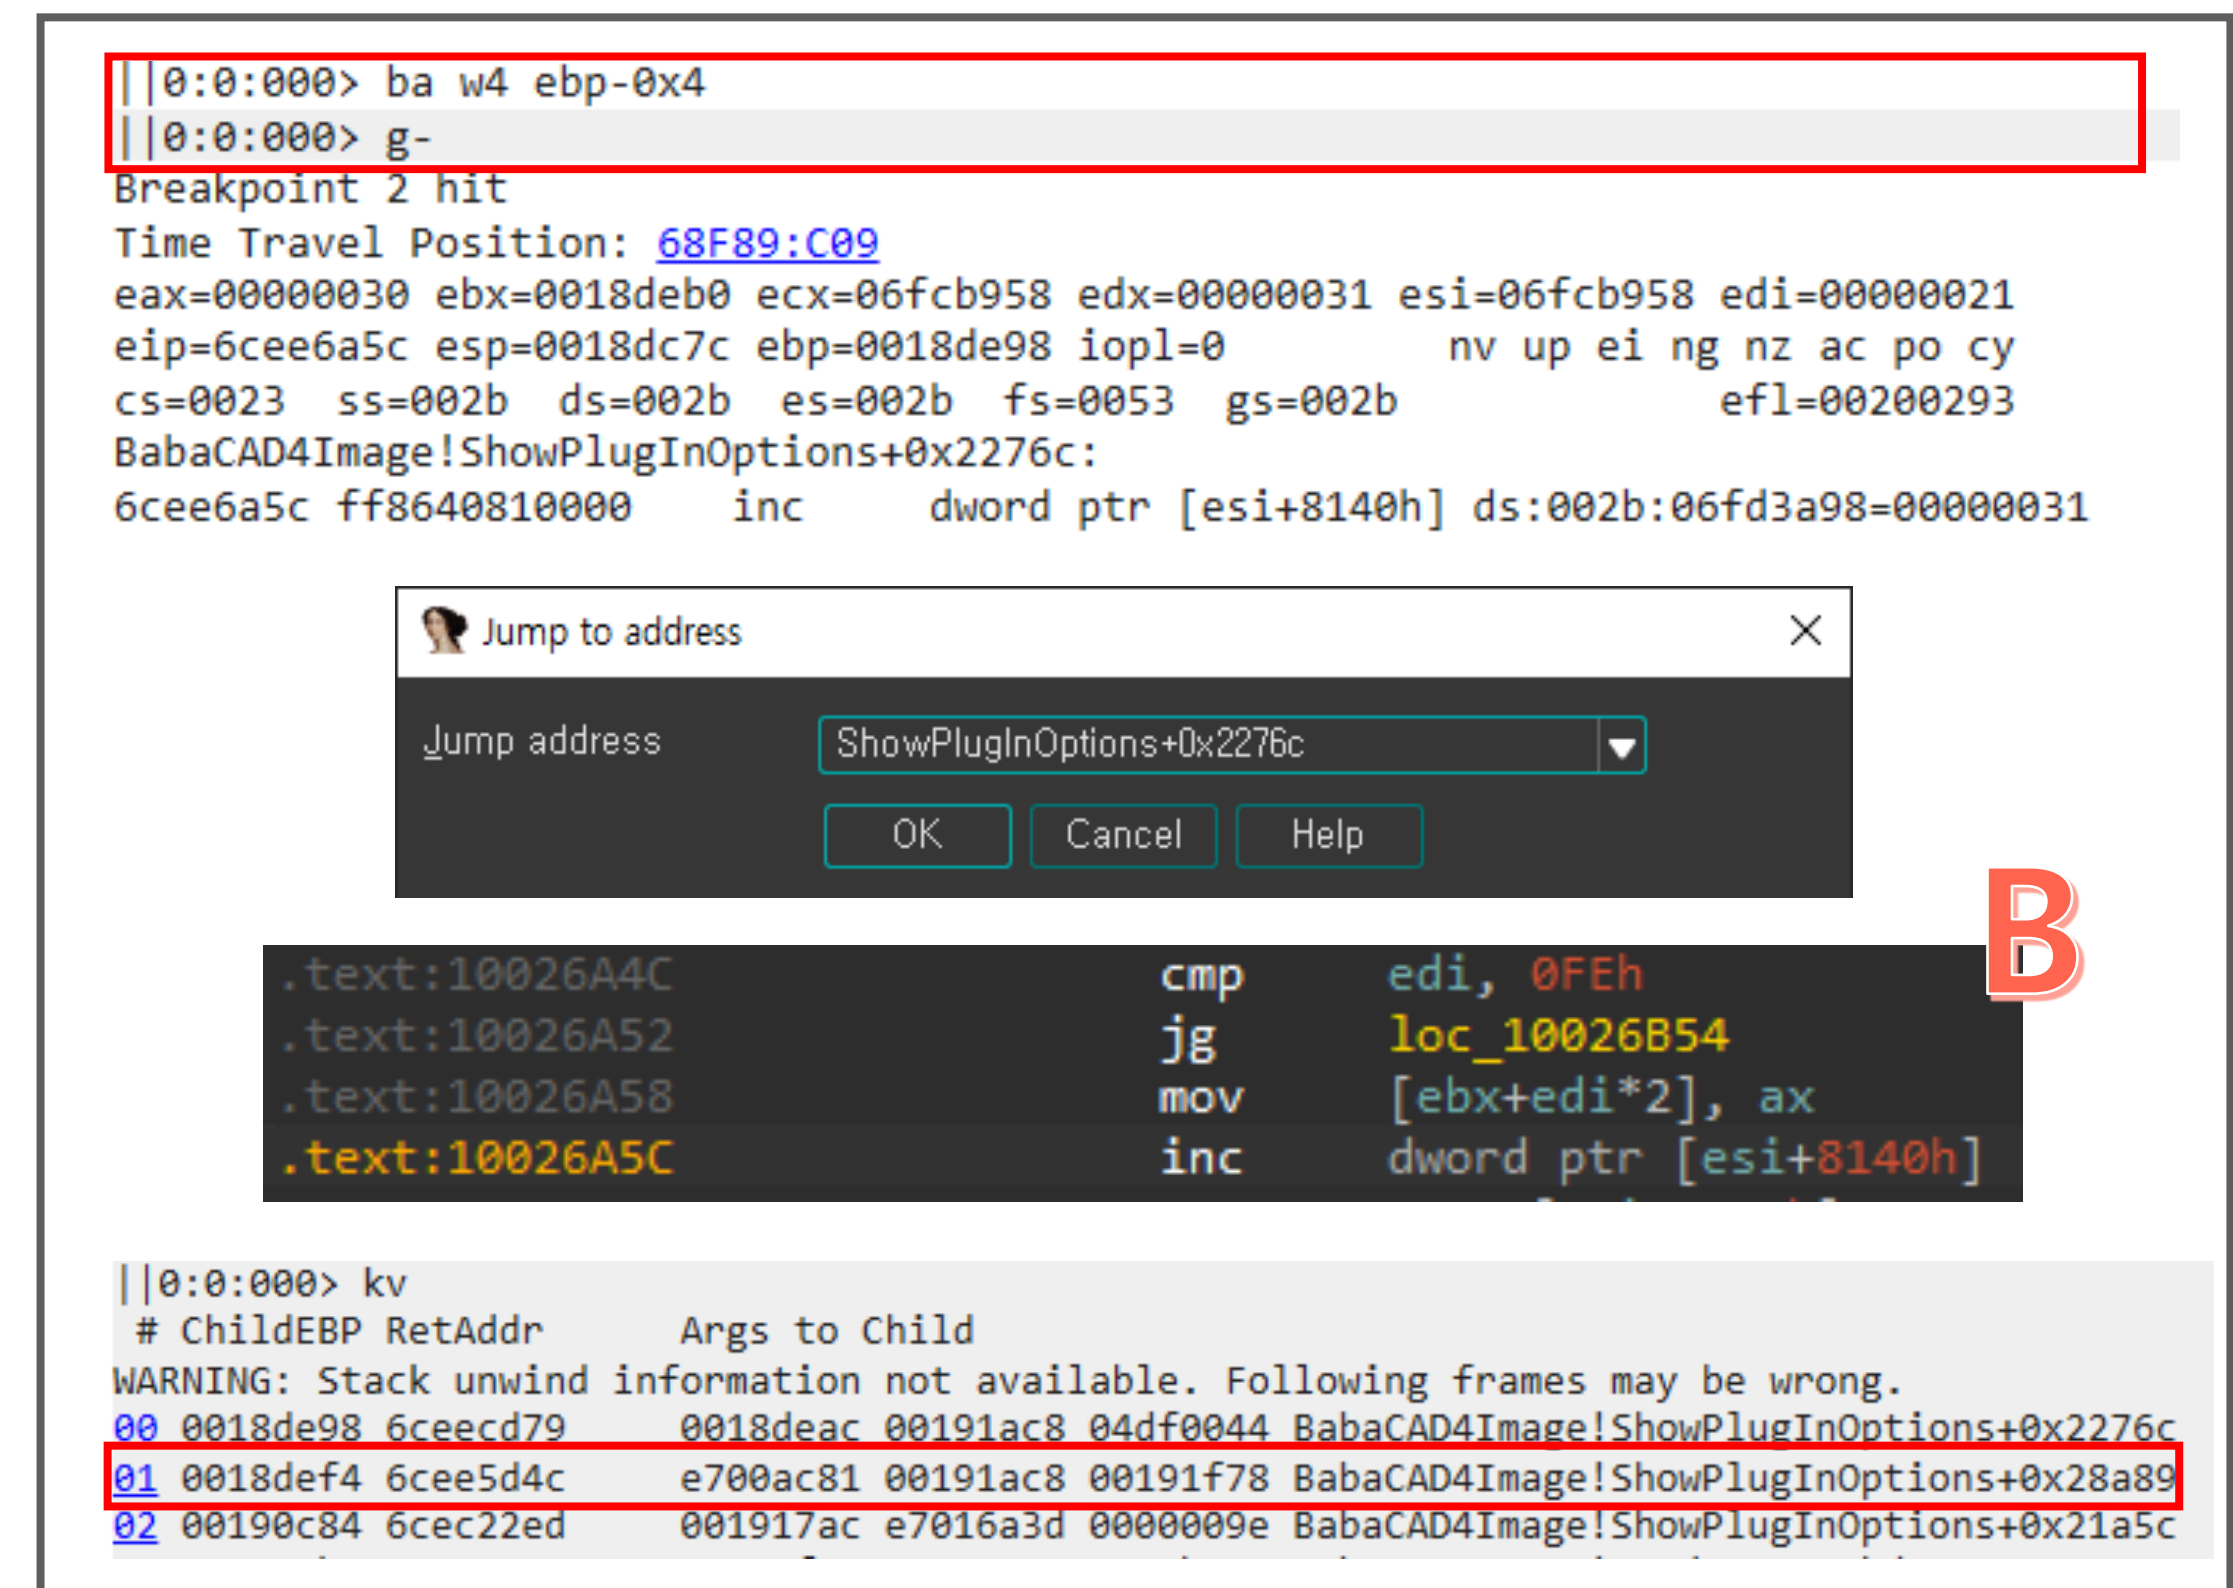 ||0:0:000> ba w4 ebp-0x4
||0:0:000> g-
Breakpoint 2 hit
Time Travel Position: 68F89:C09
eax=00000030 ebx=0018deb0 ecx=06fcb958 edx=00000031 esi=06fcb958 edi=00000021
eip=6cee6a5c esp=0018dc7c ebp=0018de98 iopl=0 nv up ei ng nz ac po cy
cs=0023 ss=002b ds=002b es=002b fs=0053 gs=002b efl=00200293
BabaCAD4Image!ShowPlugInOptions+0x2276c:
6cee6a5c ff8640810000 inc dword ptr [esi+8140h] ds:002b:06fd3a98=00000031
Jump to address
Jump address ShowPlugInOptions+0x2276c
OK Cancel Help
B
.text:10026A4C cmp edi, 0FEh
.text:10026A52 jg loc_10026B54
.text:10026A58 mov [ebx+edi*2], ax
.text:10026A5C inc dword ptr [esi+8140h]
||0:0:000> kv
# ChildEBP RetAddr Args to Child
WARNING: Stack unwind information not available. Following frames may be wrong.
00 0018de98 6ceecd79 0018deac 00191ac8 04df0044 BabaCAD4Image!ShowPlugInOptions+0x2276c
01 0018def4 6cee5d4c e700ac81 00191ac8 00191f78 BabaCAD4Image!ShowPlugInOptions+0x28a89
02 00190c84 6cec22ed 001917ac e7016a3d 0000009e BabaCAD4Image!ShowPlugInOptions+0x21a5c